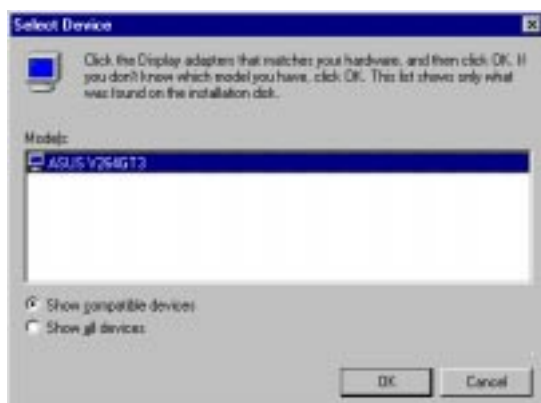 Select Device
Click the Display adapters that matches your hardware, and then click OK. If
you don't know which model you have, click OK. This list shows only what
was found on the installation disk.
Models:
ASUS V264GT3
Show compatible devices
Show all devices
OK
Cancel